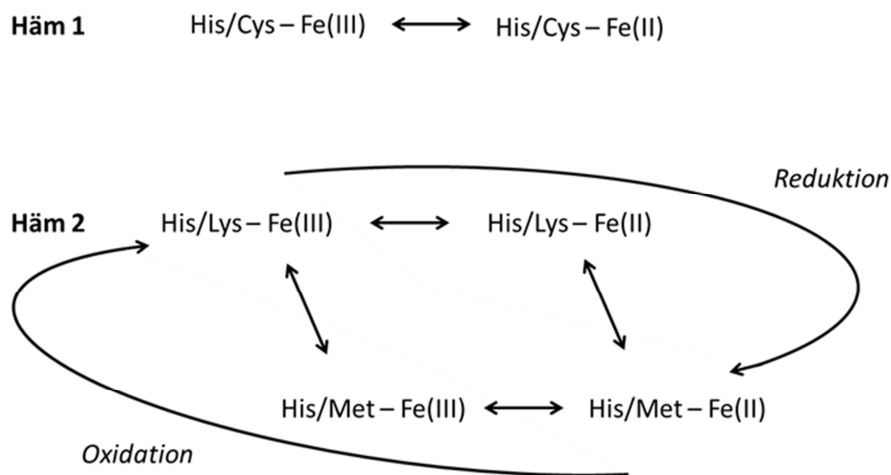 Häm 1 His/Cys – Fe(III) His/Cys – Fe(II)
Reduktion
Häm 2 His/Lys – Fe(III) His/Lys – Fe(II)
His/Met – Fe(III) His/Met – Fe(II)
Oxidation